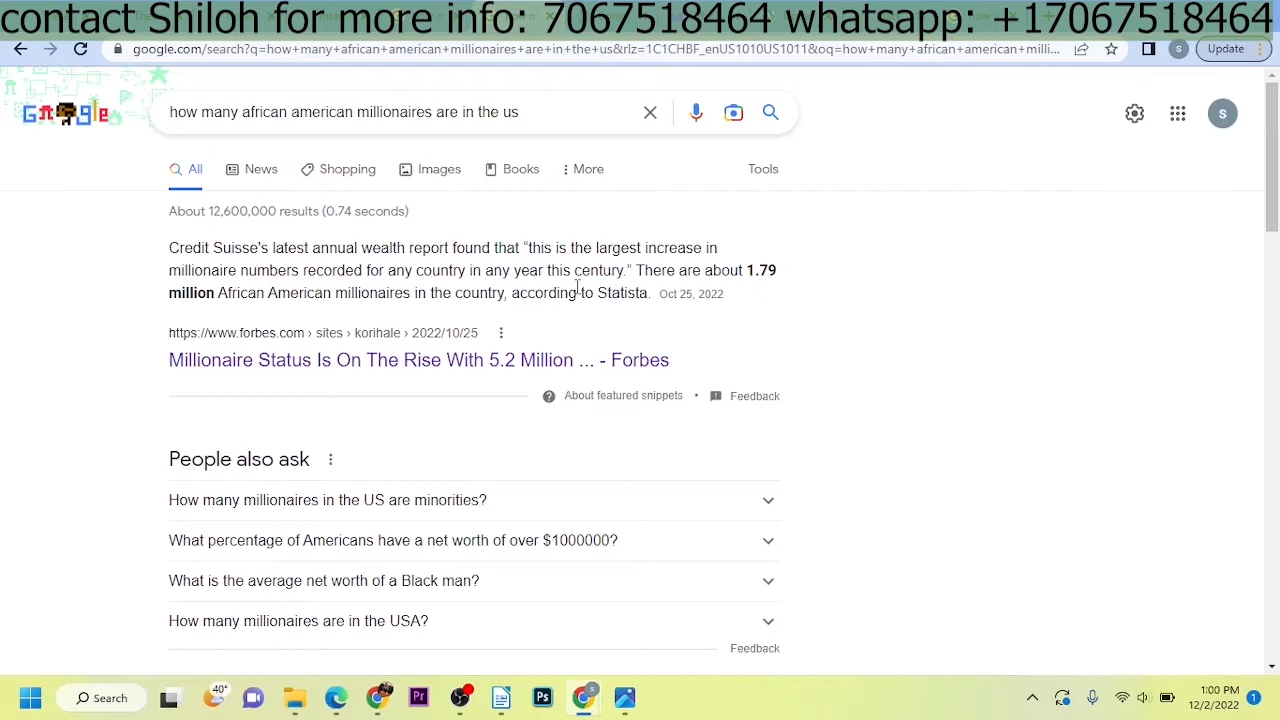 contact Shiloh for more info: 7067518464 whatsapp: +17067518464
google.com/search?q=how+many+african+american+millionaires+are+in+the+us&rlz=1C1CHBF_enUS1010US1011&oq=how+many+african+american+milli...
S
Update
Google
how many african american millionaires are in the us
S
All
News
Shopping
Images
Books
More
Tools
About 12,600,000 results (0.74 seconds)
Credit Suisse's latest annual wealth report found that “this is the largest increase in
millionaire numbers recorded for any country in any year this century.” There are about 1.79
million African American millionaires in the country, according to Statista. Oct 25, 2022
https://www.forbes.com › sites › korihale › 2022/10/25
Millionaire Status Is On The Rise With 5.2 Million ... - Forbes
About featured snippets • Feedback
People also ask
How many millionaires in the US are minorities?
What percentage of Americans have a net worth of over $1000000?
What is the average net worth of a Black man?
How many millionaires are in the USA?
Feedback
Search
40°
Pr
Ps
S
1:00 PM
12/2/2022
1